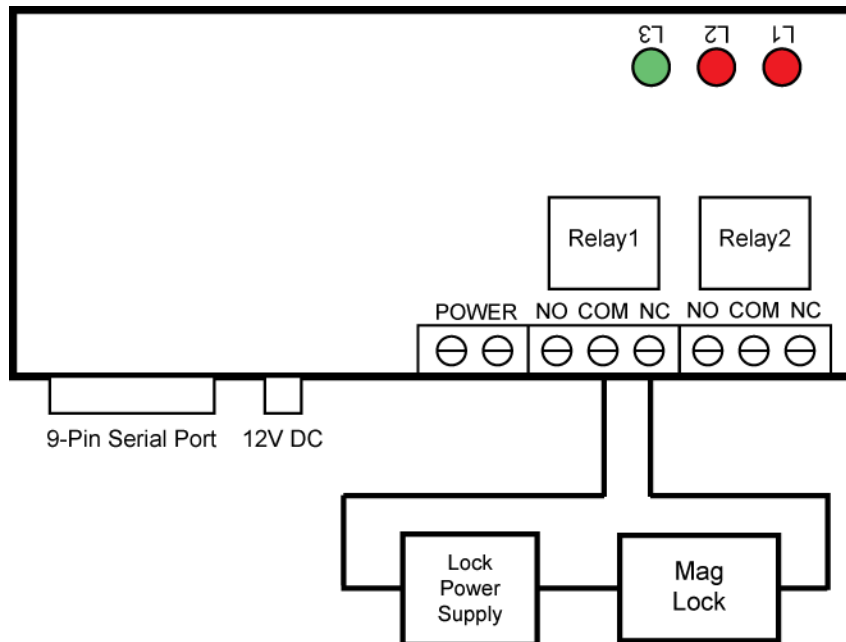 L3 L2 L1
Relay1 Relay2
POWER NO COM NC NO COM NC
9-Pin Serial Port 12V DC
Lock
Power
Supply
Mag
Lock